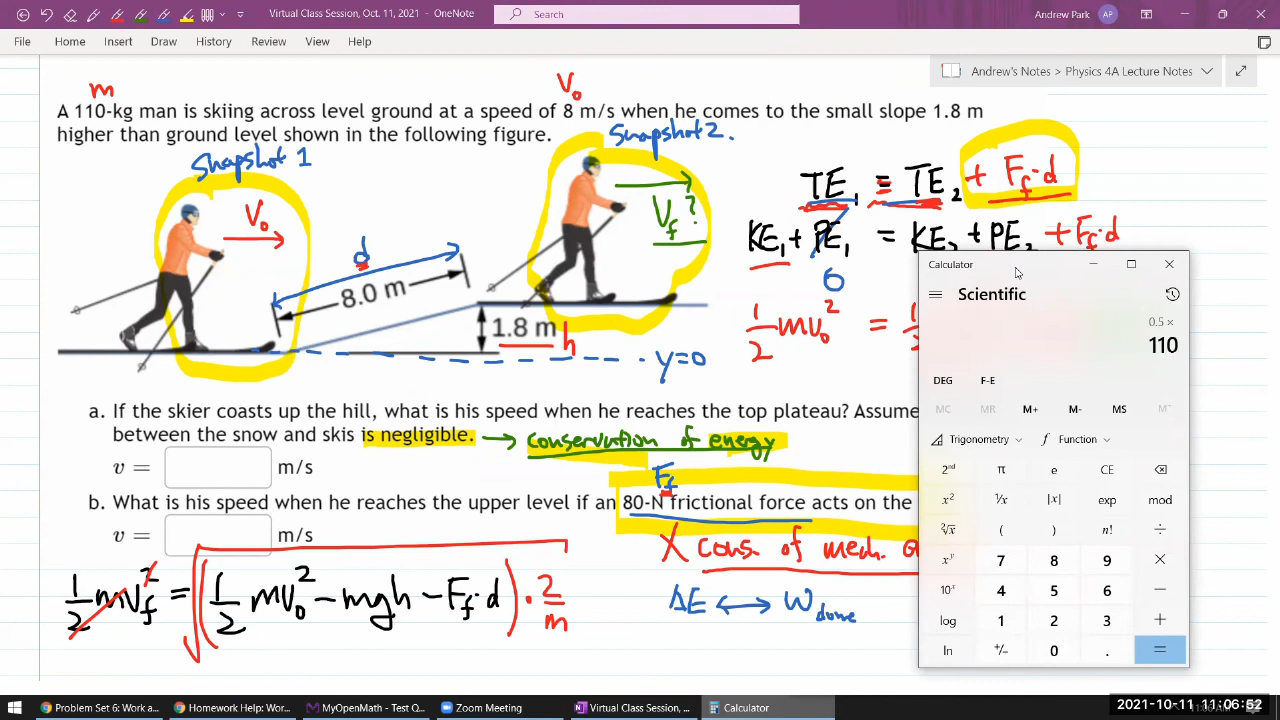 Virtual Class Session, Oct. 11, 2021 - OneNote
Search
Andrew Park
AP
File Home Insert Draw History Review View Help
Andrew's Notes > Physics 4A Lecture Notes
m
V₀
A 110-kg man is skiing across level ground at a speed of 8 m/s when he comes to the small slope 1.8 m
higher than ground level shown in the following figure.
Snapshot 1
Snapshot 2.
V₀
d
8.0 m
V_f ?
1.8 m h
y=0
TE₁ = TE₂ + F_f·d
KE₁ + PE₁ = KE₂ + PE₂ + F_f·d
0
1/2 mV₀² =
Calculator
Scientific
0.5 ×
110
DEG F-E
MC MR M+ M- MS M˅
Trigonometry Function
2ⁿᵈ π e CE
x² ¹/x |x| exp mod
²√x ( ) n! ÷
xʸ 7 8 9 ×
10ˣ 4 5 6 −
log 1 2 3 +
ln +/− 0 . =
a. If the skier coasts up the hill, what is his speed when he reaches the top plateau? Assume
between the snow and skis is negligible. → conservation of energy
v = m/s
F_f
b. What is his speed when he reaches the upper level if an 80-N frictional force acts on the
v = m/s
X cons. of mech.
1/2 mV_f² = √(1/2 mV₀² − mgh − F_f·d) · 2/m
ΔE ↔ W_done
Problem Set 6: Work a...
Homework Help: Wor...
MyOpenMath - Test Q...
Zoom Meeting
Virtual Class Session, ...
Calculator
2021-10-11 11:06:52